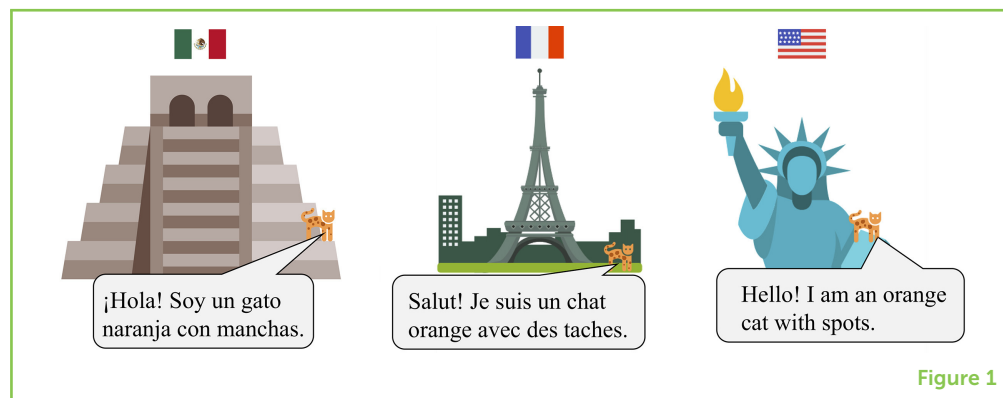 ¡Hola! Soy un gato
naranja con manchas.
Salut! Je suis un chat
orange avec des taches.
Hello! I am an orange
cat with spots.
Figure 1